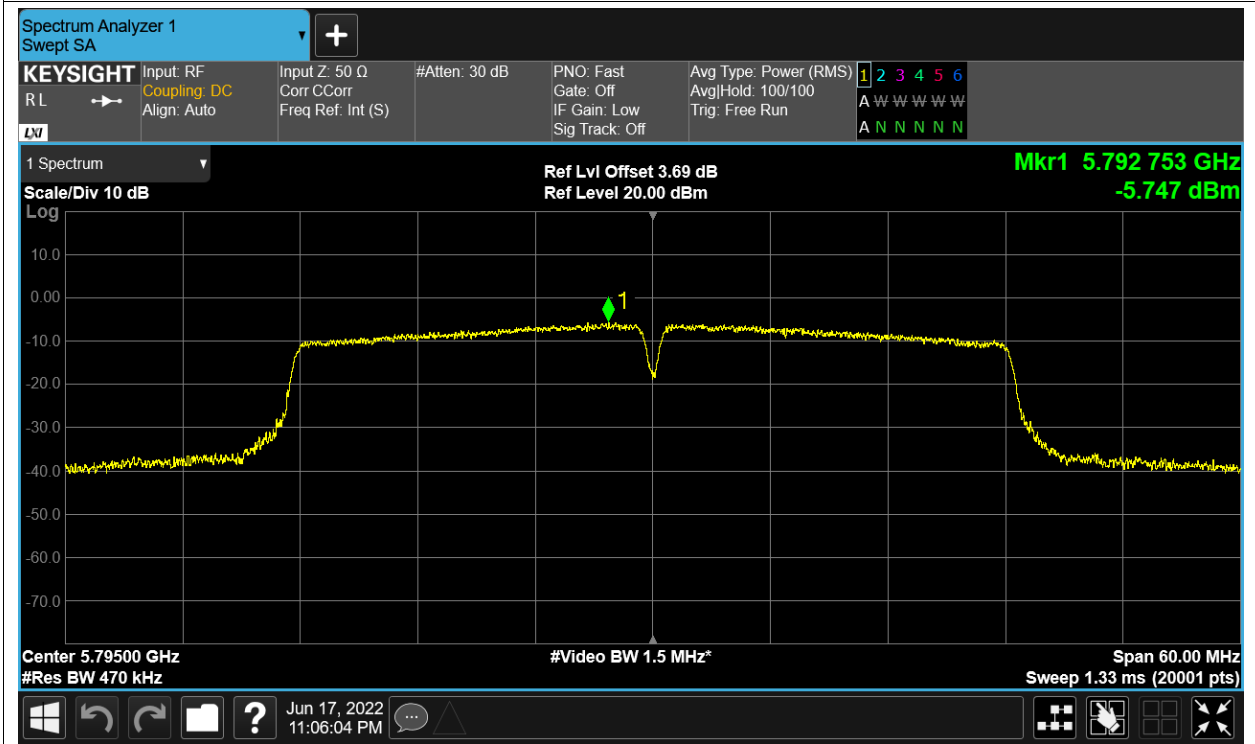 Spectrum Analyzer 1
Swept SA
KEYSIGHT
R L
LXI
Input: RF
Coupling: DC
Align: Auto
Input Z: 50 Ω
Corr CCorr
Freq Ref: Int (S)
#Atten: 30 dB
PNO: Fast
Gate: Off
IF Gain: Low
Sig Track: Off
Avg Type: Power (RMS)
Avg|Hold: 100/100
Trig: Free Run
1 2 3 4 5 6
A W W W W W
A N N N N N
1 Spectrum
Scale/Div 10 dB
Log
Ref Lvl Offset 3.69 dB
Ref Level 20.00 dBm
Mkr1 5.792 753 GHz
-5.747 dBm
10.0
0.00
-10.0
-20.0
-30.0
-40.0
-50.0
-60.0
-70.0
1
Center 5.79500 GHz
#Res BW 470 kHz
#Video BW 1.5 MHz*
Span 60.00 MHz
Sweep 1.33 ms (20001 pts)
?
Jun 17, 2022
11:06:04 PM